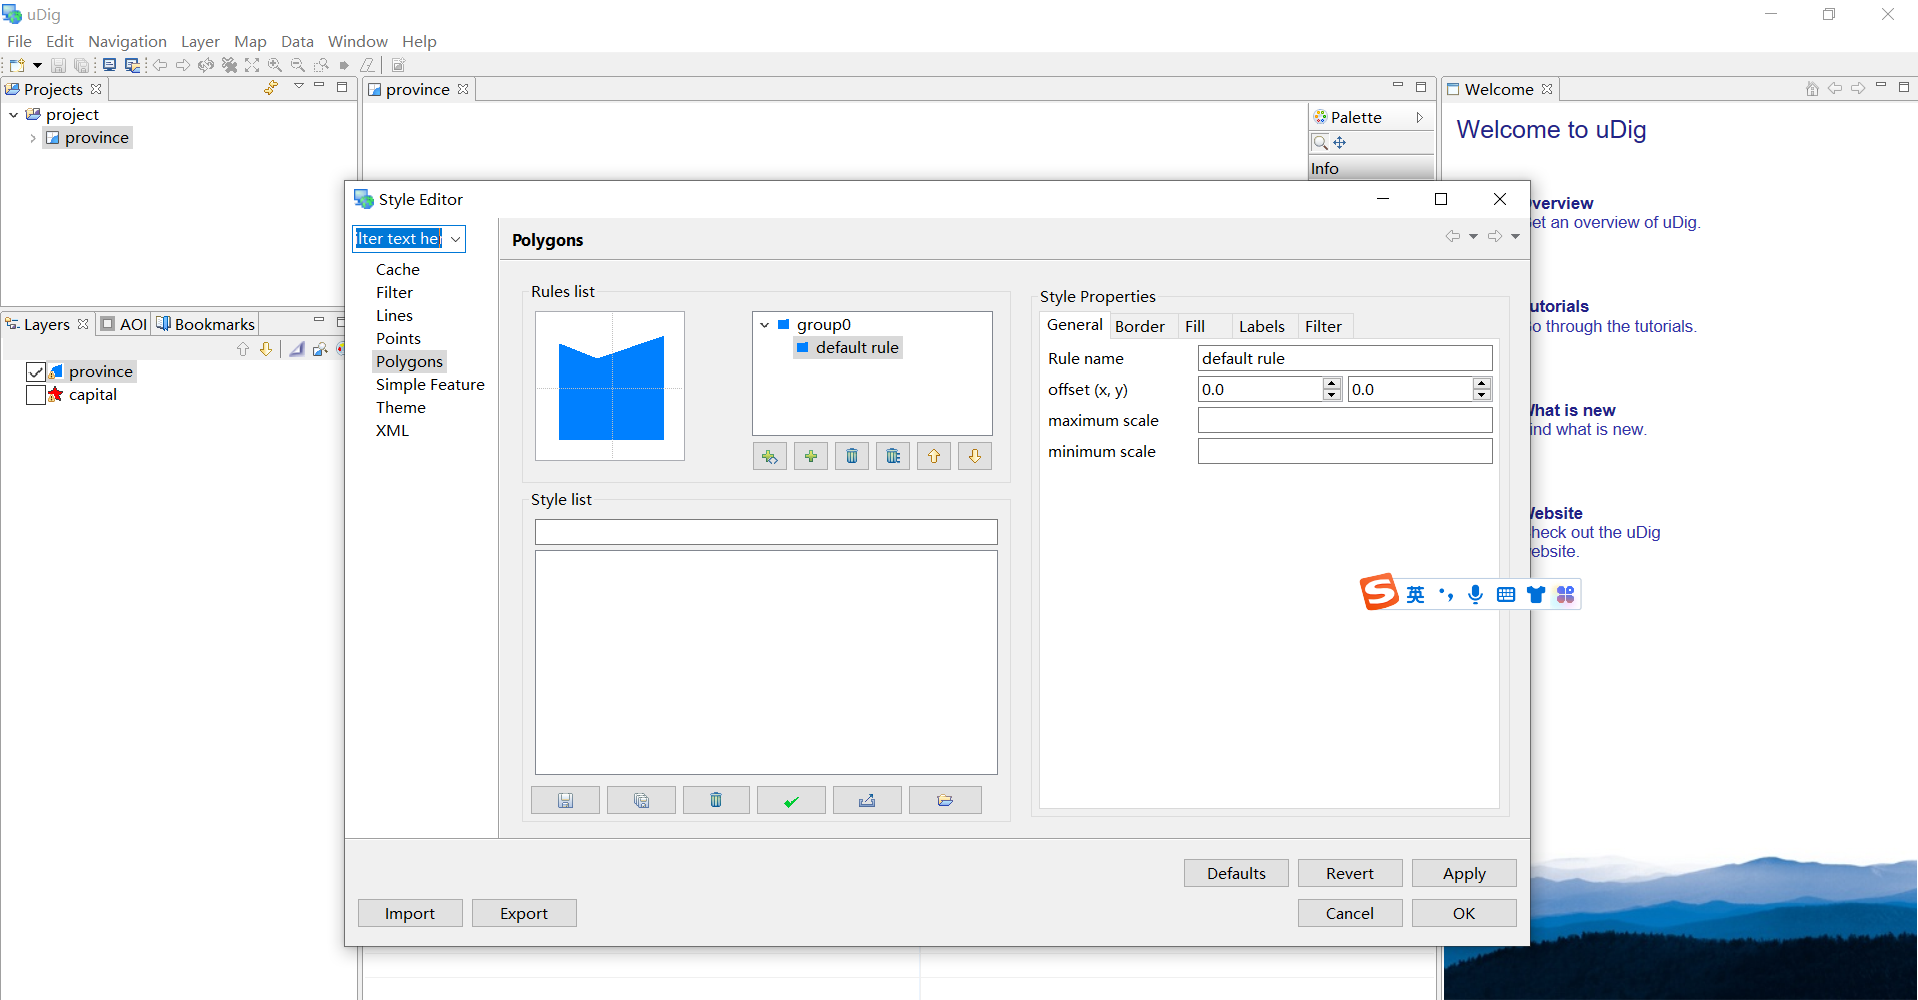 uDig
File Edit Navigation Layer Map Data Window Help
Projects
project
province
Layers AOI Bookmarks
province
capital
province
Palette
Info
Welcome
Welcome to uDig
verview
et an overview of uDig.
utorials
o through the tutorials.
hat is new
ind what is new.
ebsite
heck out the uDig
ebsite.
Style Editor
ilter text her
Cache
Filter
Lines
Points
Polygons
Simple Feature
Theme
XML
Polygons
Rules list
group0
default rule
Style list
Style Properties
General Border Fill Labels Filter
Rule name default rule
offset (x, y) 0.0 0.0
maximum scale
minimum scale
英
Defaults Revert Apply
Import Export Cancel OK